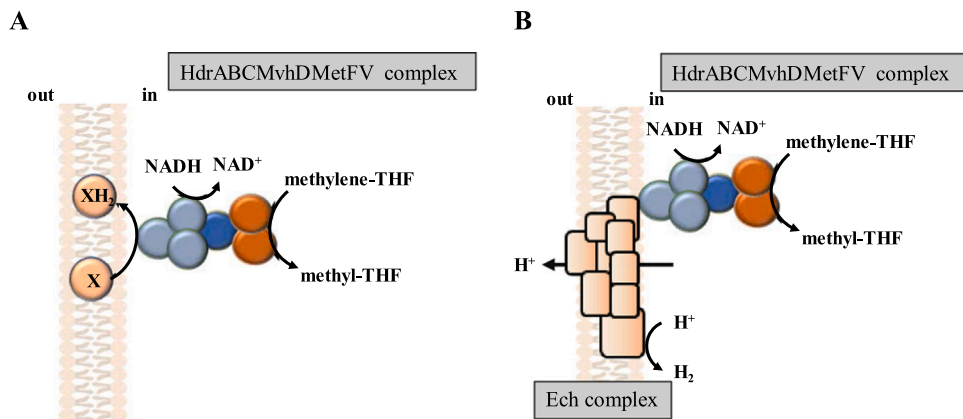 A
HdrABCMvhDMetFV complex
out
in
NADH
NAD⁺
methylene-THF
XH₂
X
methyl-THF
B
HdrABCMvhDMetFV complex
out
in
NADH
NAD⁺
methylene-THF
methyl-THF
H⁺
H⁺
H₂
Ech complex